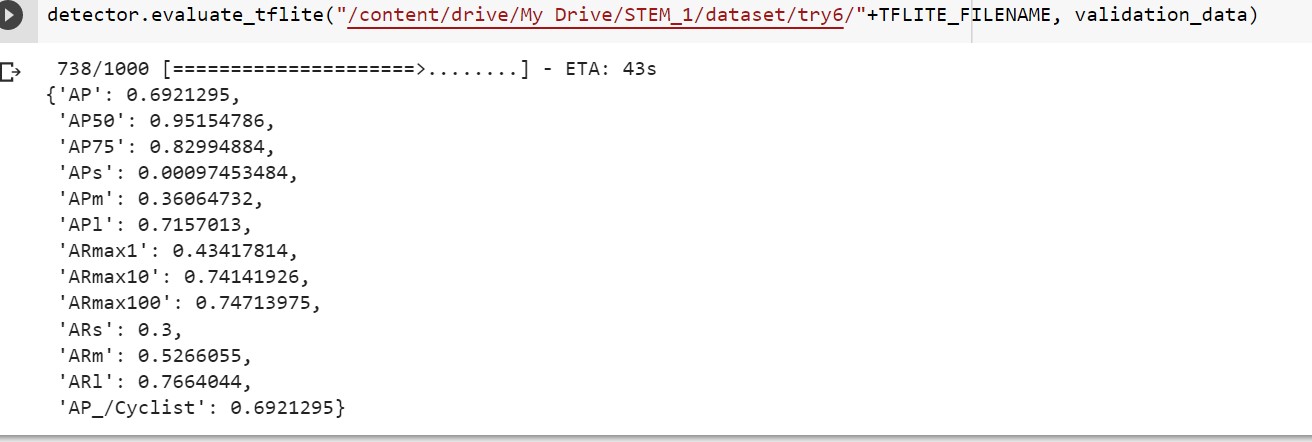 detector.evaluate_tflite("/content/drive/My Drive/STEM_1/dataset/try6/"+TFLITE_FILENAME, validation_data)
738/1000 [=====================>........] - ETA: 43s
{'AP': 0.6921295,
'AP50': 0.95154786,
'AP75': 0.82994884,
'APs': 0.00097453484,
'APm': 0.36064732,
'APl': 0.7157013,
'ARmax1': 0.43417814,
'ARmax10': 0.74141926,
'ARmax100': 0.74713975,
'ARs': 0.3,
'ARm': 0.5266055,
'ARl': 0.7664044,
'AP_/Cyclist': 0.6921295}